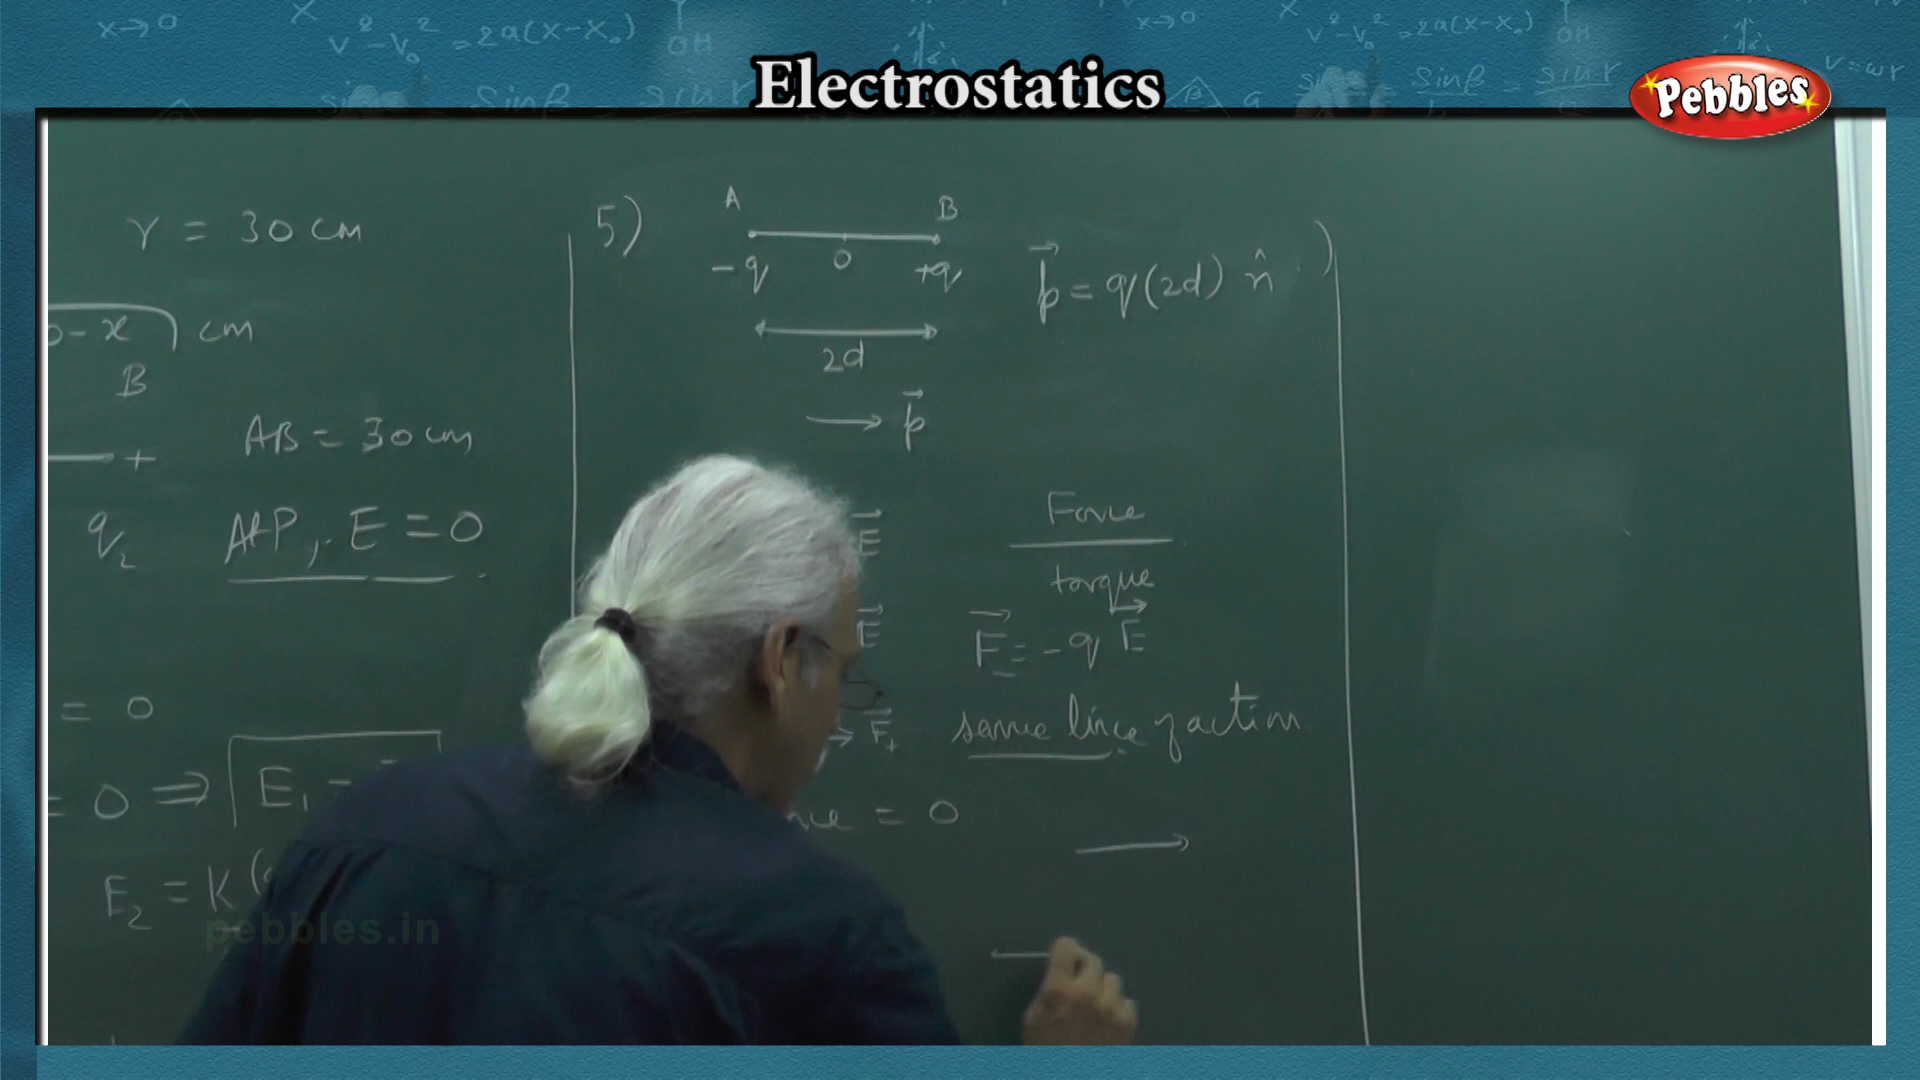 Electrostatics
Pebbles
r = 30 cm
- x) cm
B
AB = 30 cm
+
q₂
At P, E = 0
= 0
= 0 ⇒ E₁ -
E₂ = K (
pebbles.in
5)
A B
-q O +q
2d
→ p⃗
p⃗ = q(2d) n̂
E⃗
E⃗
F⃗₊
= 0
Force
torque
F⃗ = -q E⃗
same line of action